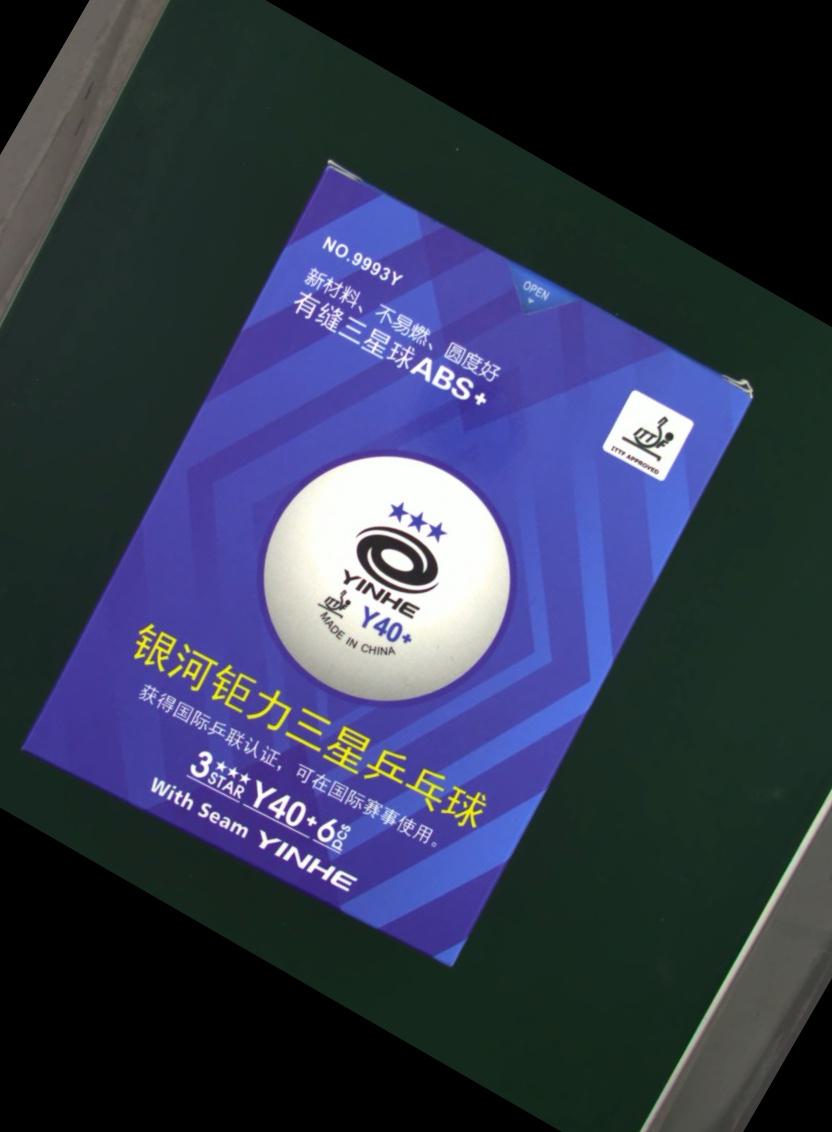 NO.9993Y
OPEN
新材料、不易燃、圆度好
有缝三星球ABS+
ITTF
ITTF APPROVED
YINHE
ITTF Y40+
MADE IN CHINA
银河钜力三星乒乓球
获得国际乒联认证，可在国际赛事使用。
3 STAR Y40+ 6 PCS
With Seam YINHE